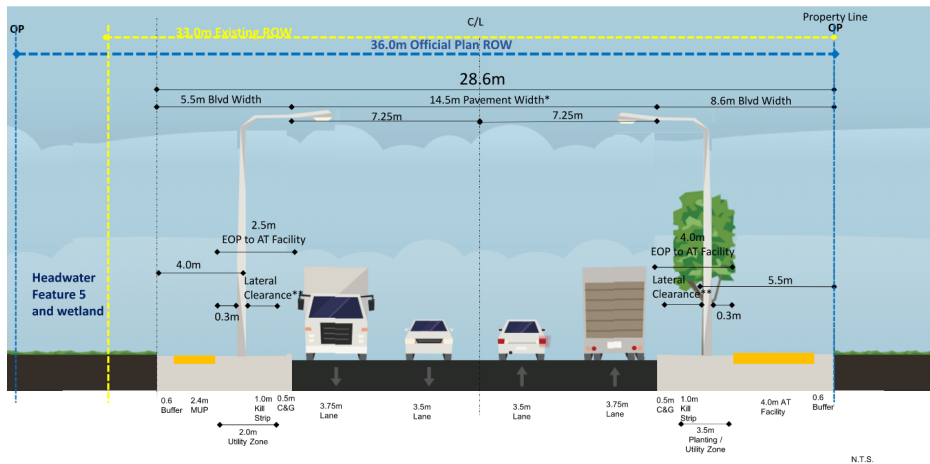 C/L
Property Line
OP
OP
33.0m Existing ROW
36.0m Official Plan ROW
28.6m
5.5m Blvd Width
14.5m Pavement Width*
8.6m Blvd Width
7.25m
7.25m
2.5m
EOP to AT Facility
4.0m
EOP to AT Facility
4.0m
5.5m
Headwater
Feature 5
and wetland
Lateral
Clearance**
Lateral
Clearance**
0.3m
0.3m
0.6
Buffer
2.4m
MUP
1.0m
Kill
Strip
0.5m
C&G
3.75m
Lane
3.5m
Lane
3.5m
Lane
3.75m
Lane
0.5m
C&G
1.0m
Kill
Strip
4.0m AT
Facility
0.6
Buffer
2.0m
Utility Zone
3.5m
Planting /
Utility Zone
N.T.S.